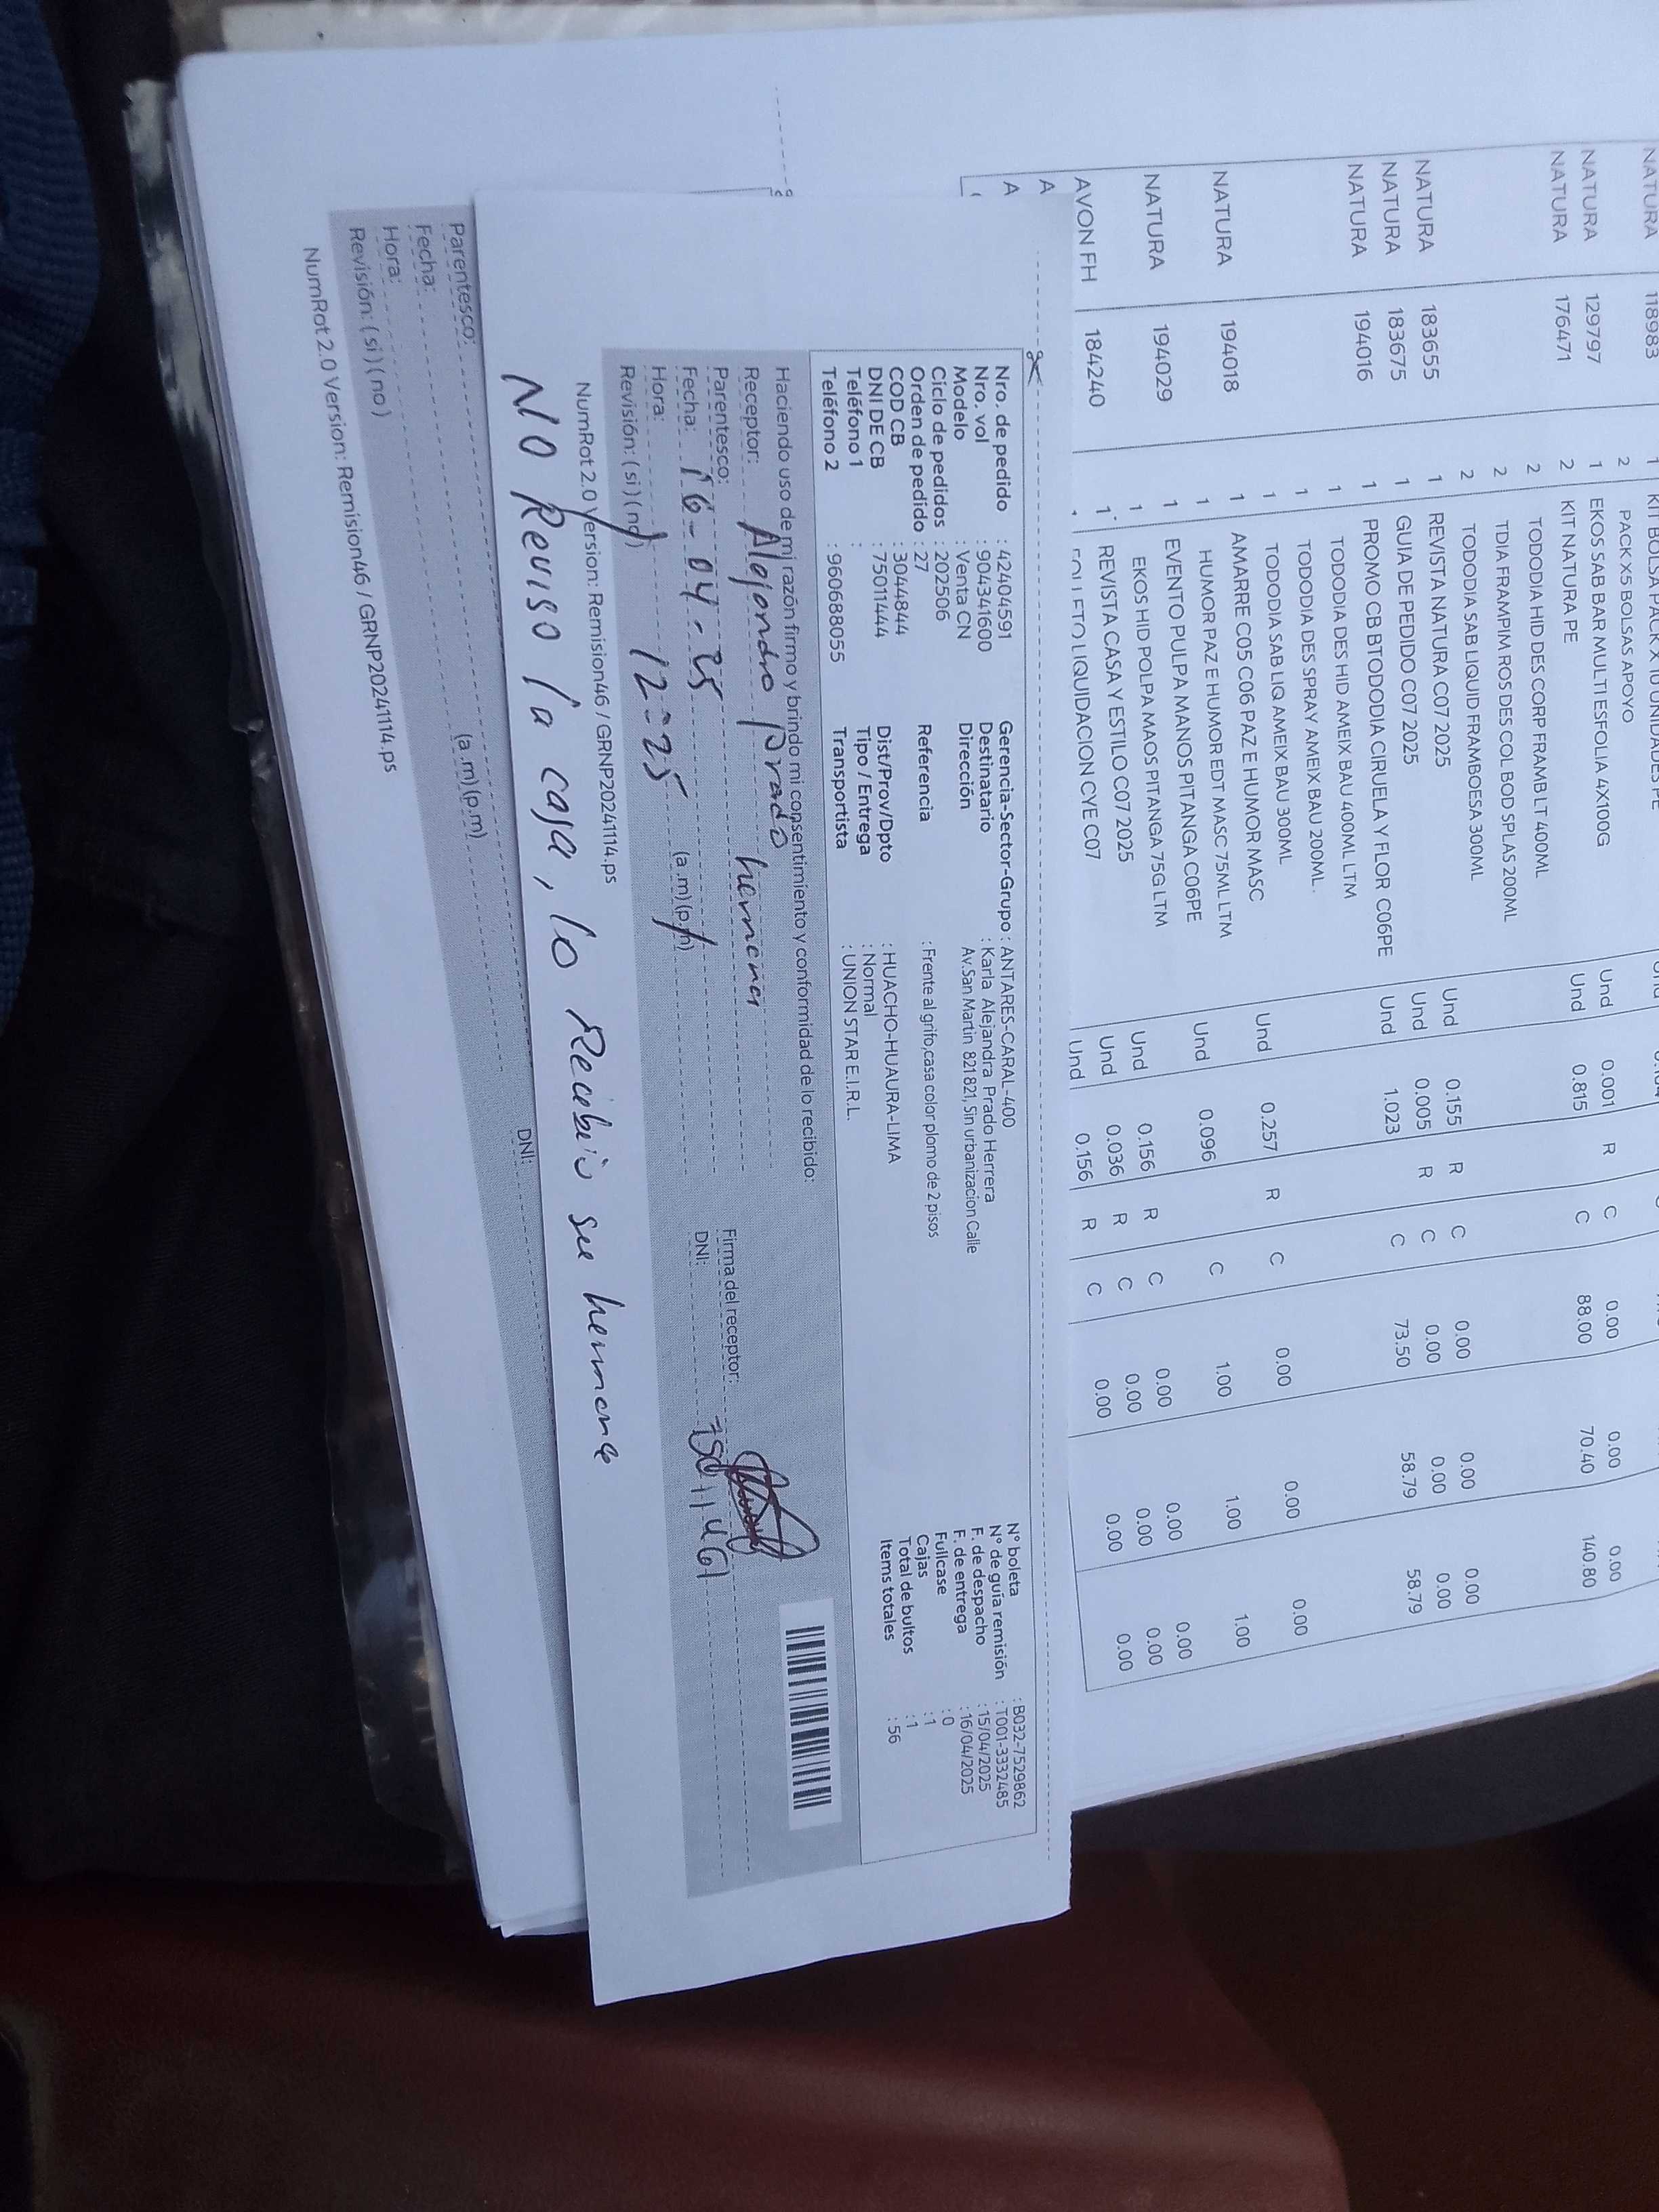 NATURA 118983 1 KIT BOLSA PACK X 10 UNIDADES PE
2 PACK X5 BOLSAS APOYO
NATURA 129797 1 EKOS SAB BAR MULTI ESFOLIA 4X100G Und 0.001 R C 0.00 0.00 0.00
NATURA 176471 2 KIT NATURA PE Und 0.815 C 88.00 70.40 140.80
2 TODODIA HID DES CORP FRAMB LT 400ML
2 TDIA FRAMPIM ROS DES COL BOD SPLAS 200ML
2 TODODIA SAB LIQUID FRAMBOESA 300ML
NATURA 183655 1 REVISTA NATURA C07 2025 Und 0.155 R C 0.00 0.00 0.00
NATURA 183675 1 GUIA DE PEDIDO C07 2025 Und 0.005 R C 0.00 0.00 0.00
NATURA 194016 1 PROMO CB BTODODIA CIRUELA Y FLOR C06PE Und 1.023 C 73.50 58.79 58.79
1 TODODIA DES HID AMEIX BAU 400ML LTM
1 TODODIA DES SPRAY AMEIX BAU 200ML.
1 TODODIA SAB LIQ AMEIX BAU 300ML
NATURA 194018 1 AMARRE C05 C06 PAZ E HUMOR MASC Und 0.257 R C 0.00 0.00 0.00
1 HUMOR PAZ E HUMOR EDT MASC 75ML LTM
NATURA 194029 1 EVENTO PULPA MANOS PITANGA C06PE Und 0.096 C 1.00 1.00 1.00
1 EKOS HID POLPA MAOS PITANGA 75G LTM
AVON FH 184240 1 REVISTA CASA Y ESTILO C07 2025 Und 0.156 R C 0.00 0.00 0.00
A FOLLETO LIQUIDACION CYE C07 Und 0.036 R C 0.00 0.00 0.00
A Und 0.156 R C 0.00 0.00 0.00
Nro. de pedido : 42404591 Gerencia-Sector-Grupo : ANTARES-CARAL-400 N° boleta : B032-7529862
Nro. vol : 904341600 Destinatario : Karla Alejandra Prado Herrera N° de guía remisión : T001-3332485
Modelo : Venta CN Dirección Av.San Martin 821 821, Sin urbanizacion Calle F. de despacho : 15/04/2025
Ciclo de pedidos : 202506 F. de entrega : 16/04/2025
Orden de pedido : 27 Referencia : Frente al grifo,casa color plomo de 2 pisos Fullcase : 0
COD CB : 3044844 Cajas : 1
DNI DE CB : 75011444 Dist/Prov/Dpto : HUACHO-HUAURA-LIMA Total de bultos : 1
Teléfono 1 : Tipo / Entrega : Normal Items totales : 56
Teléfono 2 : 960688055 Transportista : UNION STAR E.I.R.L.
Haciendo uso de mi razón firmo y brindo mi consentimiento y conformidad de lo recibido:
Receptor: Alejandro Prado
Parentesco: hermana Firma del receptor:
Fecha: 16-04-25 DNI: 75011461
Hora: 12:25 (a.m)(p.m)
Revisión: (si)(no)
NumRot 2.0 Version: Remision46 / GRNP20241114.ps
No Reviso la caja, lo Recibio su hermana
Parentesco:
Fecha: DNI:
Hora: (a.m)(p.m)
Revisión: (si)(no)
NumRot 2.0 Version: Remision46 / GRNP20241114.ps